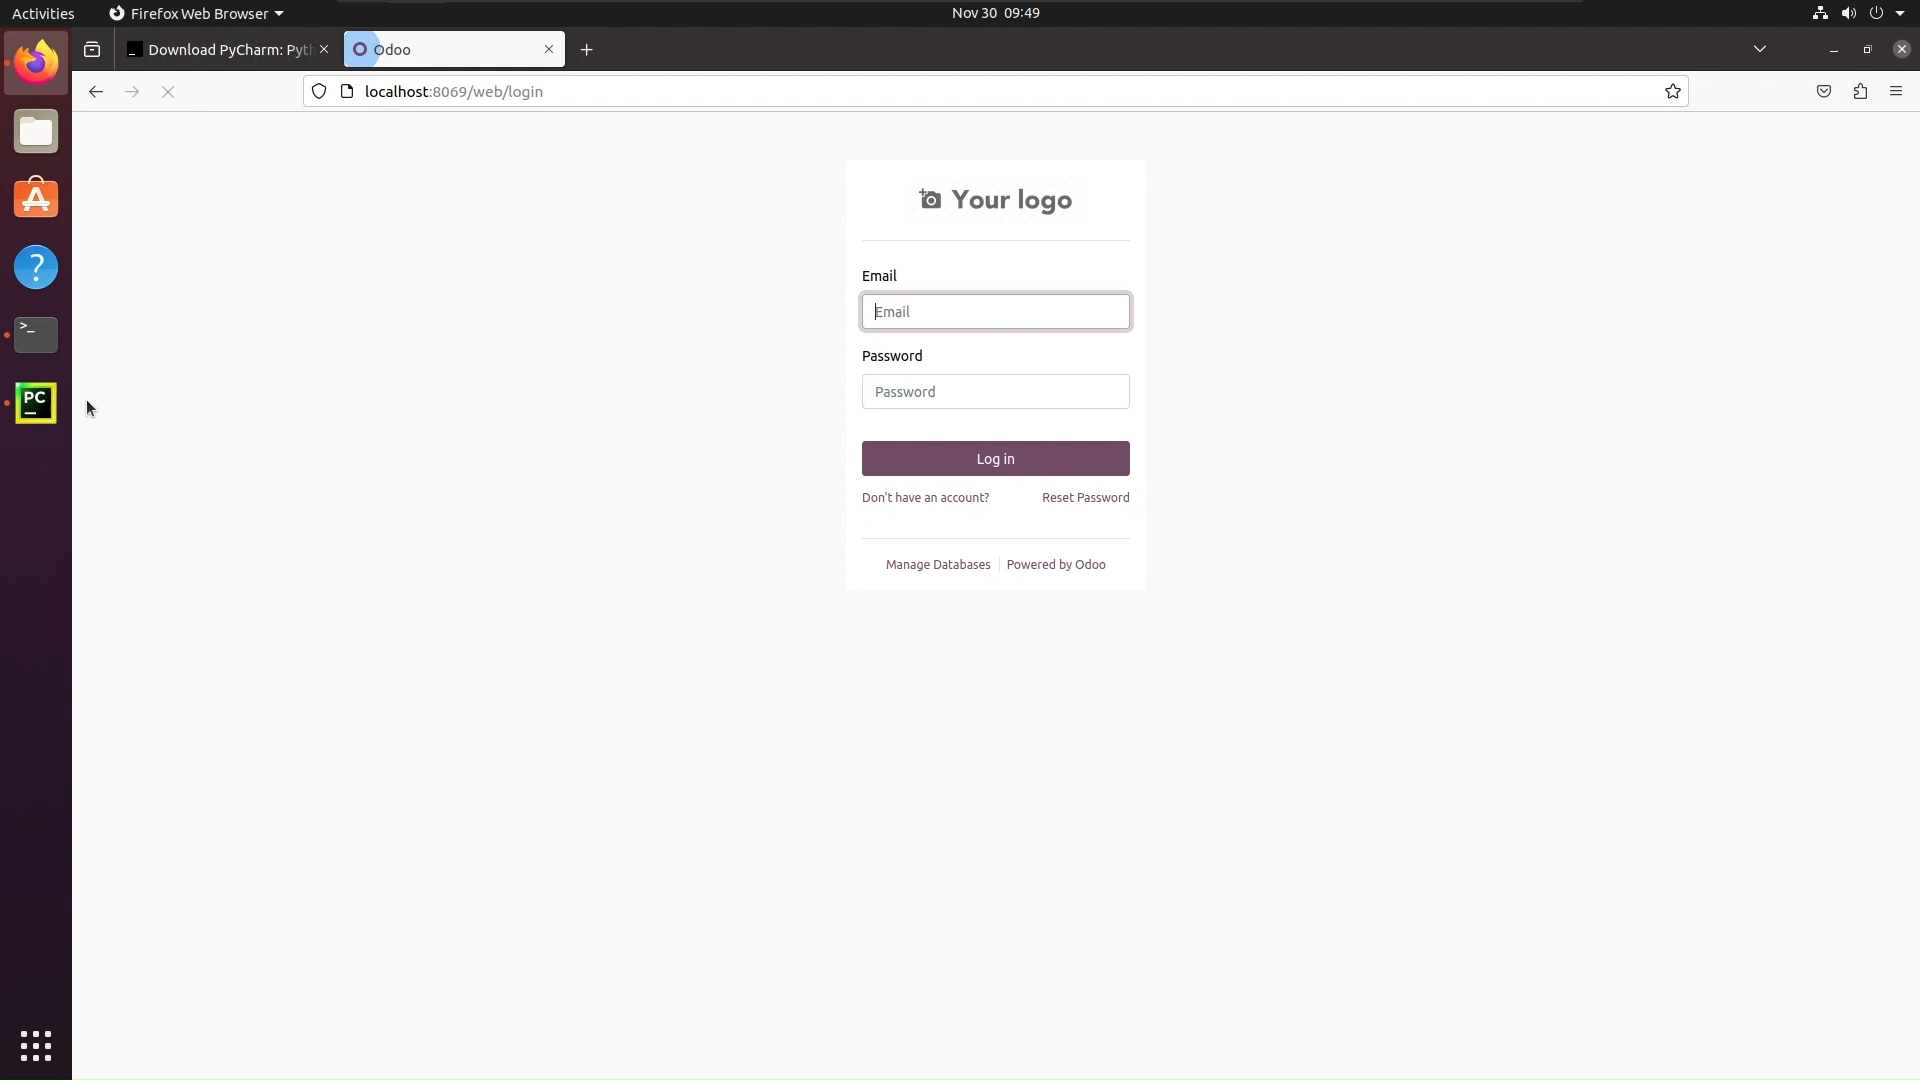 Activities Firefox Web Browser Nov 30 09:49
Download PyCharm: Pyth Odoo
localhost:8069/web/login
Your logo
Email
Email
Password
Password
Log in
Don't have an account? Reset Password
Manage Databases Powered by Odoo
>_
PC